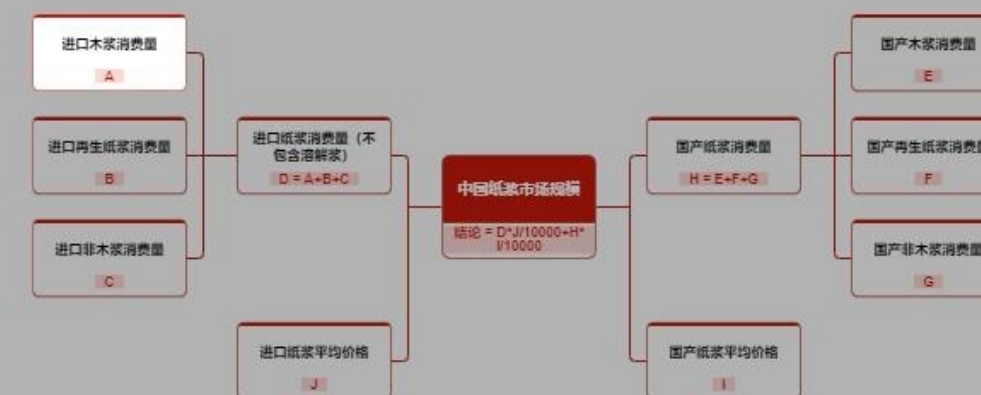 进口木浆消费量
A
国产木浆消费量
E
进口再生纸浆消费量
B
进口纸浆消费量（不
包含溶解浆）
D = A+B+C
中国纸浆市场规模
结论 = D*J/10000+H*
I/10000
国产纸浆消费量
H = E+F+G
国产再生纸浆消费量
F
进口非木浆消费量
C
国产非木浆消费量
G
进口纸浆平均价格
J
国产纸浆平均价格
I